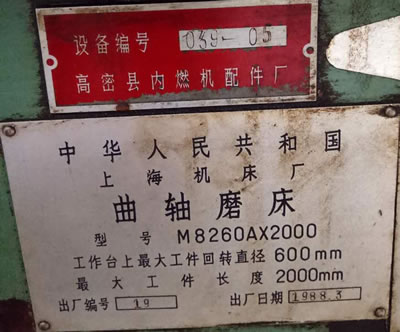 设备编号 039-05
高密县内燃机配件厂
中华人民共和国
上海机床厂
曲轴磨床
型号 M8260AX2000
工作台上最大工件回转直径 600mm
最大工件长度 2000mm
出厂编号 19 出厂日期 1988.3